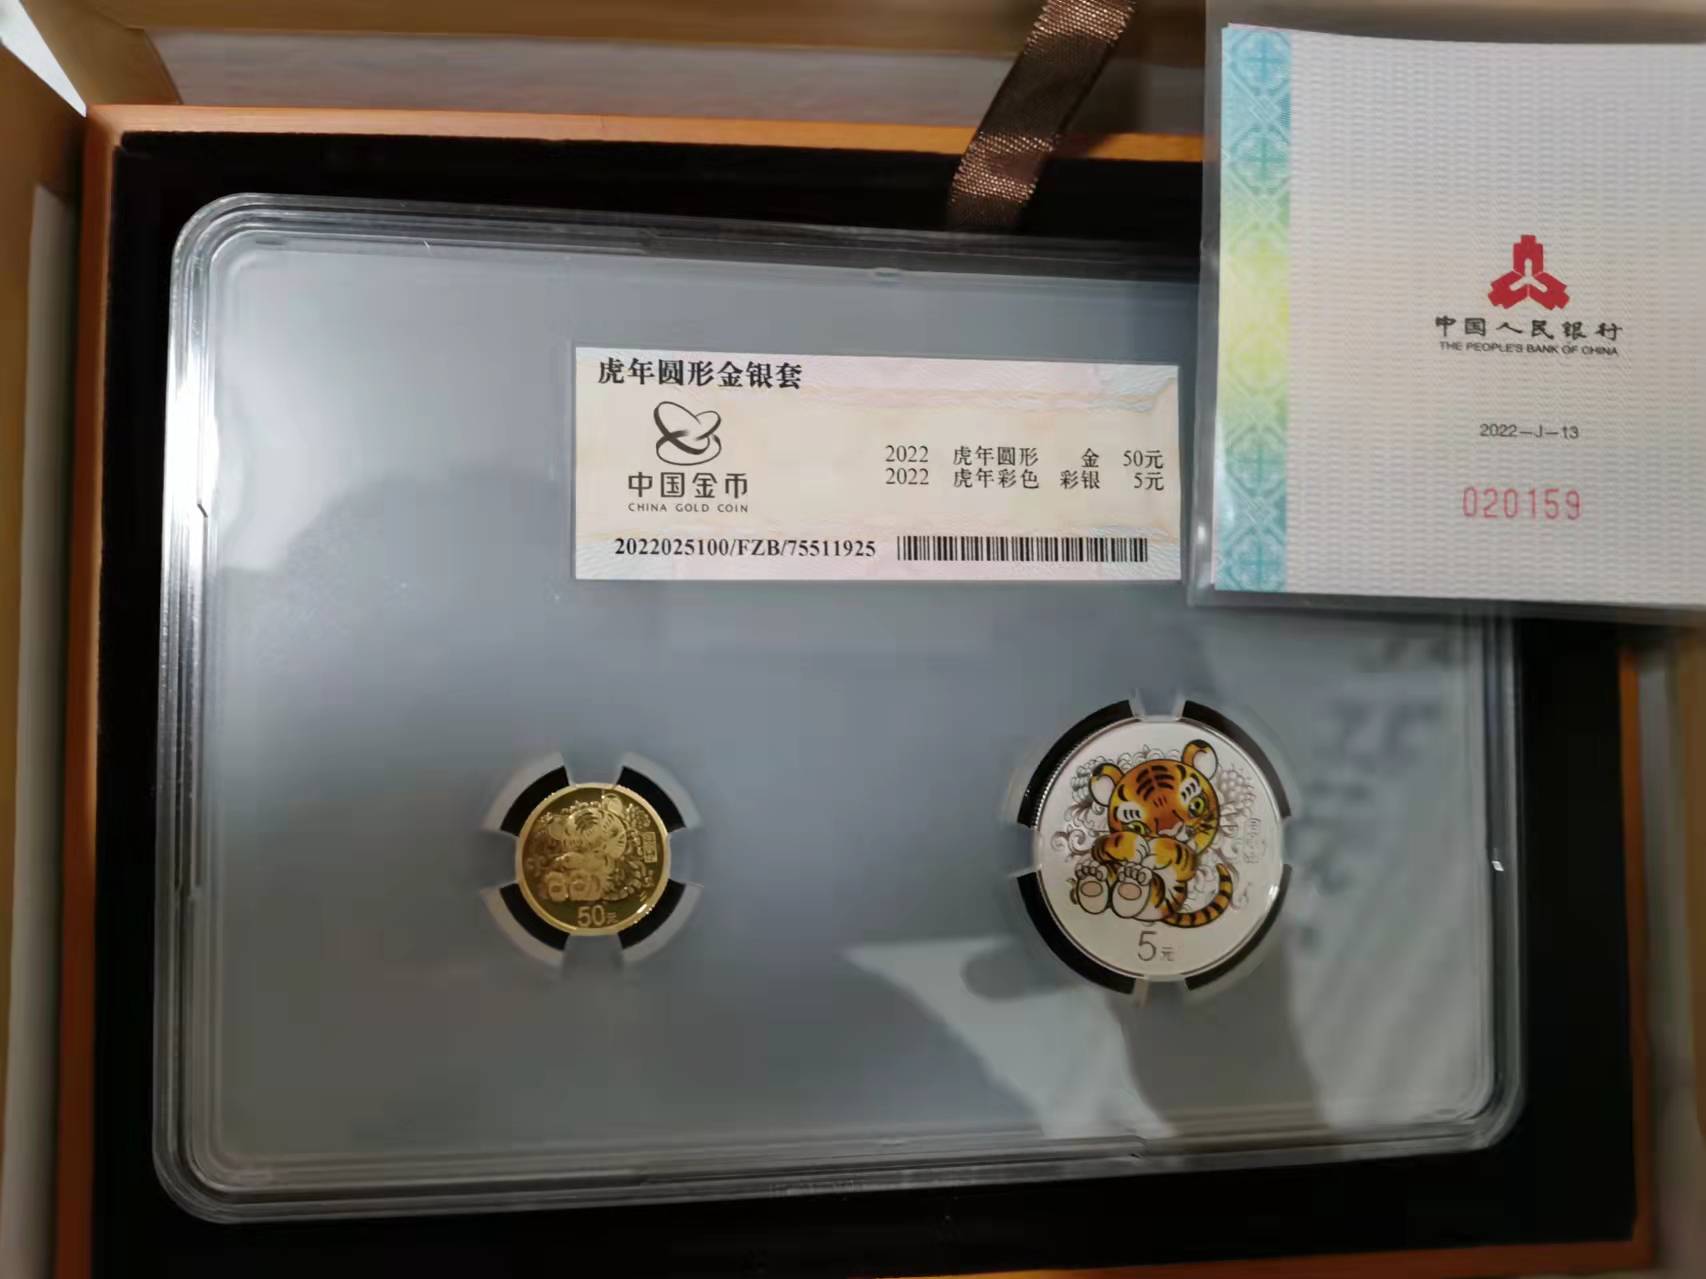 虎年圆形金银套
中国金币
CHINA GOLD COIN
2022 虎年圆形 金 50元
2022 虎年彩色 彩银 5元
2022025100/FZB/75511925
中国人民银行
THE PEOPLE'S BANK OF CHINA
2022—J—13
020159
50元
5元